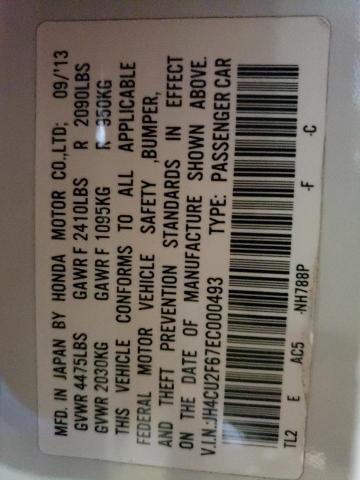 MFD. IN JAPAN BY HONDA MOTOR CO.,LTD; 09/'13
GVWR 4475LBS GAWR F 2410LBS R 2090LBS
GVWR 2030KG GAWR F 1095KG R 950KG
THIS VEHICLE CONFORMS TO ALL APPLICABLE
FEDERAL MOTOR VEHICLE SAFETY ,BUMPER,
AND THEFT PREVENTION STANDARDS IN EFFECT
ON THE DATE OF MANUFACTURE SHOWN ABOVE.
V.I.N.:JH4CU2F67EC000493 TYPE: PASSENGER CAR
TL2 E AC5 -NH788P -F -C